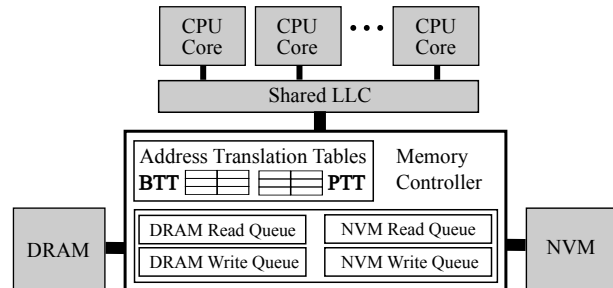 CPU Core
CPU Core
• • •
CPU Core
Shared LLC
Address Translation Tables
BTT
PTT
Memory Controller
DRAM Read Queue
NVM Read Queue
DRAM Write Queue
NVM Write Queue
DRAM
NVM